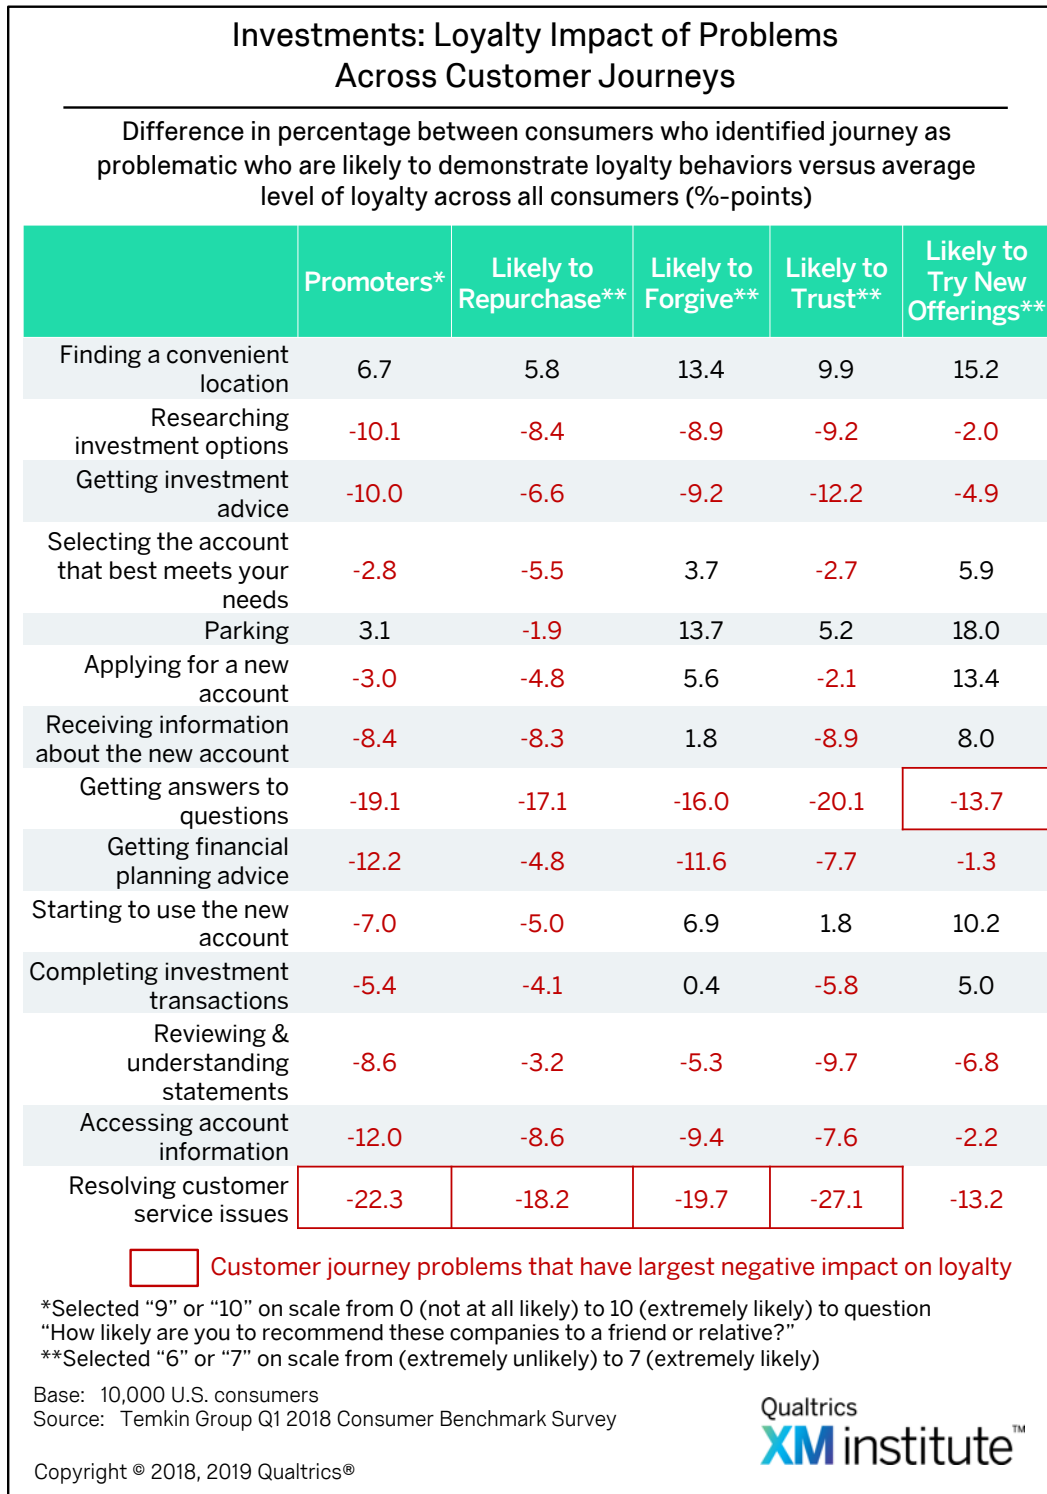 Investments: Loyalty Impact of Problems
Across Customer Journeys
Difference in percentage between consumers who identified journey as
problematic who are likely to demonstrate loyalty behaviors versus average
level of loyalty across all consumers (%-points)
Promoters*
Likely to
Repurchase**
Likely to
Forgive**
Likely to
Trust**
Likely to
Try New
Offerings**
Finding a convenient
location
6.7 5.8 13.4 9.9 15.2
Researching
investment options
-10.1 -8.4 -8.9 -9.2 -2.0
Getting investment
advice
-10.0 -6.6 -9.2 -12.2 -4.9
Selecting the account
that best meets your
needs
-2.8 -5.5 3.7 -2.7 5.9
Parking 3.1 -1.9 13.7 5.2 18.0
Applying for a new
account
-3.0 -4.8 5.6 -2.1 13.4
Receiving information
about the new account
-8.4 -8.3 1.8 -8.9 8.0
Getting answers to
questions
-19.1 -17.1 -16.0 -20.1 -13.7
Getting financial
planning advice
-12.2 -4.8 -11.6 -7.7 -1.3
Starting to use the new
account
-7.0 -5.0 6.9 1.8 10.2
Completing investment
transactions
-5.4 -4.1 0.4 -5.8 5.0
Reviewing &
understanding
statements
-8.6 -3.2 -5.3 -9.7 -6.8
Accessing account
information
-12.0 -8.6 -9.4 -7.6 -2.2
Resolving customer
service issues
-22.3 -18.2 -19.7 -27.1 -13.2
Customer journey problems that have largest negative impact on loyalty
*Selected “9” or “10” on scale from 0 (not at all likely) to 10 (extremely likely) to question
“How likely are you to recommend these companies to a friend or relative?”
**Selected “6” or “7” on scale from (extremely unlikely) to 7 (extremely likely)
Base: 10,000 U.S. consumers
Source: Temkin Group Q1 2018 Consumer Benchmark Survey
Copyright © 2018, 2019 Qualtrics®
Qualtrics
XM institute™